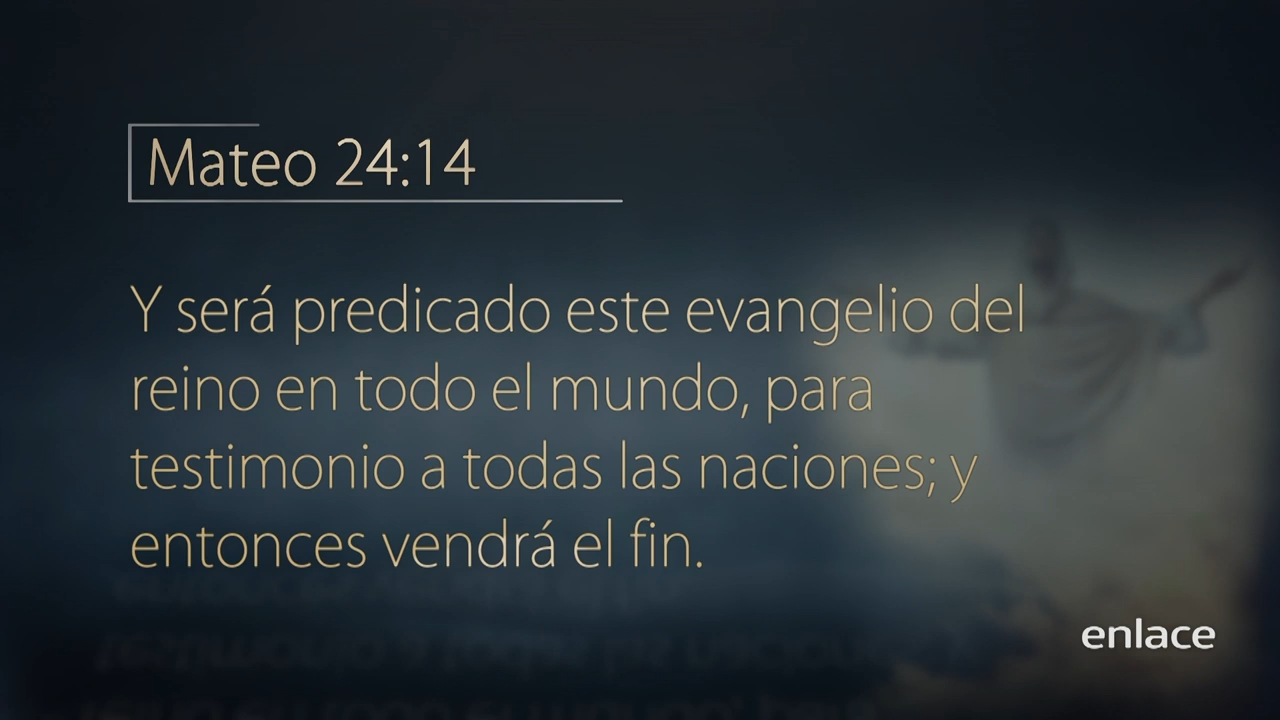 Mateo 24:14
Y será predicado este evangelio del
reino en todo el mundo, para
testimonio a todas las naciones; y
entonces vendrá el fin.
enlace